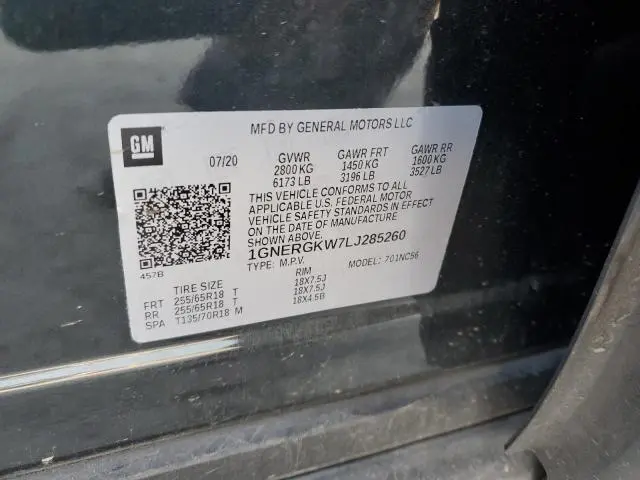 MFD BY GENERAL MOTORS LLC
GM
07/20 GVWR GAWR FRT GAWR RR
2800 KG 1450 KG 1600 KG
6173 LB 3196 LB 3527 LB
THIS VEHICLE CONFORMS TO ALL
APPLICABLE U.S. FEDERAL MOTOR
VEHICLE SAFETY STANDARDS IN EFFECT
ON THE DATE OF MANUFACTURE
SHOWN ABOVE.
1GNERGKW7LJ285260
TYPE: M.P.V. MODEL: 701NC56
457B
TIRE SIZE RIM
FRT 255/65R18 T 18X7.5J
RR 255/65R18 T 18X7.5J
SPA T135/70R18 M 18X4.5B